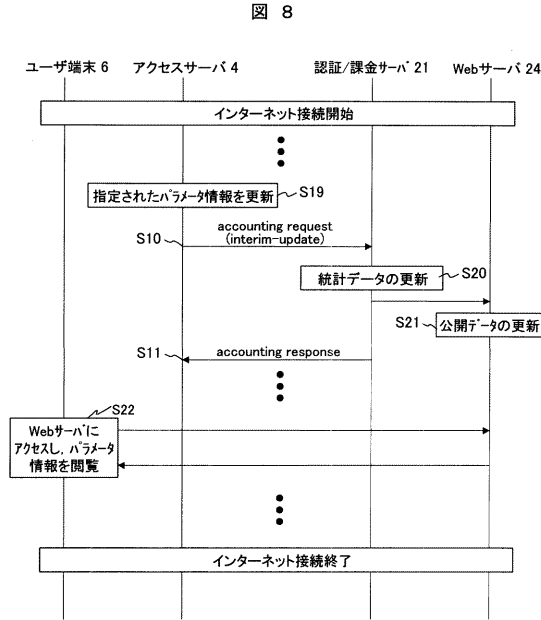 図 8
ユーザ端末 6 アクセスサーバ 4 認証/課金サーバ 21 Webサーバ 24
インターネット接続開始
指定されたパラメータ情報を更新 S19
accounting request
S10 (interim-update)
統計データの更新 S20
S21 公開データの更新
S11 accounting response
S22
Webサーバに
アクセスし, パラメータ
情報を閲覧
インターネット接続終了